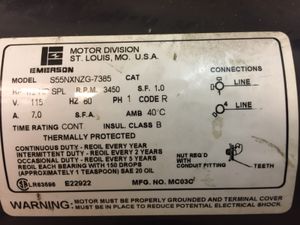 MOTOR DIVISION
ST. LOUIS, MO. U.S.A.
EMERSON
MODEL S55NXNZG-7385 CAT
CONNECTIONS
SPL R.P.M. 3450 S.F. 1.0
LINE
V. 115 HZ 60 PH 1 CODE R
4 LINE
A. 7.0 S.F.A. AMB 40°C
TIME RATING CONT INSUL. CLASS B
THERMALLY PROTECTED
CONTINUOUS DUTY - REOIL EVERY YEAR
INTERMITTENT DUTY - REOIL EVERY 2 YEARS
OCCASIONAL DUTY - REOIL EVERY 5 YEARS
REOIL EACH BEARING WITH 150 DROPS
(APPROXIMATELY 1 TEASPOON) SAE 20 OIL
NUT REQ'D WITH
CONDUIT FITTING
TEETH
LR63596 E22922 MFG. NO. MC03C
WARNING: MOTOR MUST BE PROPERLY GROUNDED AND TERMINAL COVER
MUST BE IN PLACE TO REDUCE POTENTIAL ELECTRICAL SHOCK.